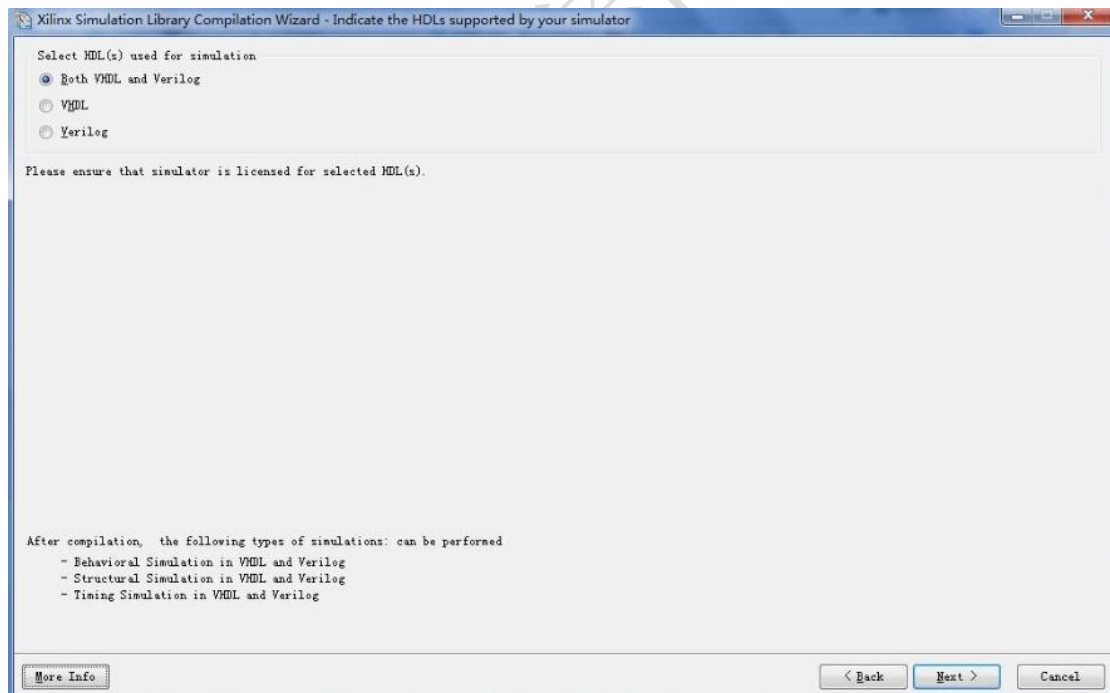 Xilinx Simulation Library Compilation Wizard - Indicate the HDLs supported by your simulator
Select HDL(s) used for simulation
Both VHDL and Verilog
VHDL
Verilog
Please ensure that simulator is licensed for selected HDL(s).
After compilation, the following types of simulations: can be performed
- Behavioral Simulation in VHDL and Verilog
- Structural Simulation in VHDL and Verilog
- Timing Simulation in VHDL and Verilog
More Info
< Back
Next >
Cancel